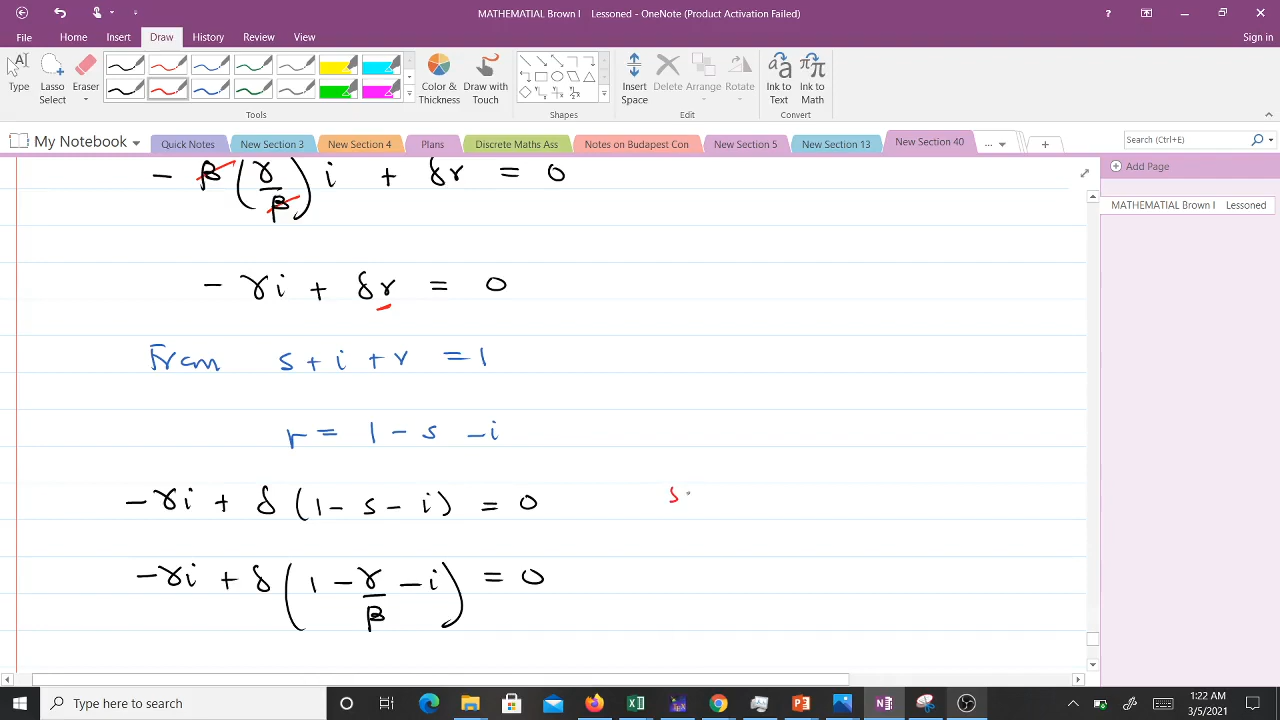 MATHEMATIAL Brown I Lessoned - OneNote (Product Activation Failed)
File Home Insert Draw History Review View Sign in
Type Lasso Select Eraser Color & Thickness Draw with Touch Insert Space Delete Arrange Rotate Ink to Text Ink to Math
Tools Shapes Edit Convert
My Notebook Quick Notes New Section 3 New Section 4 Plans Discrete Maths Ass Notes on Budapest Con New Section 5 New Section 13 New Section 40 ... Search (Ctrl+E)
Add Page
MATHEMATIAL Brown I Lessoned
- β (γ/β) i + δr = 0
- γi + δr = 0
From s + i + r = 1
r = 1 - s - i
- γi + δ (1 - s - i) = 0
s
- γi + δ (1 - γ/β - i) = 0
Type here to search
1:22 AM
3/5/2021